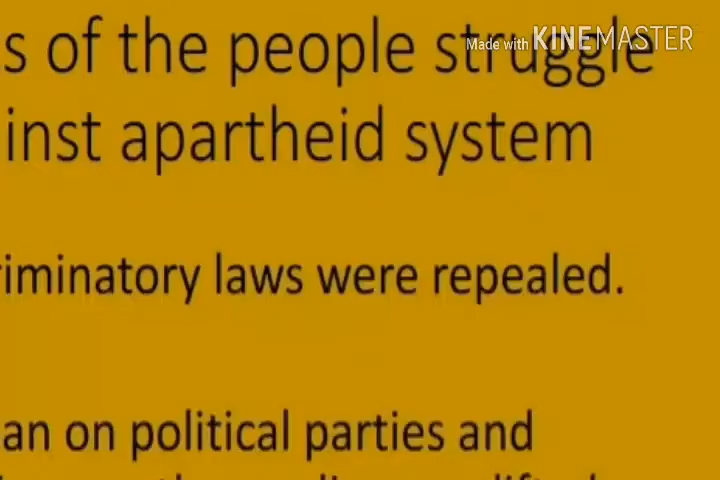 s of the people struggle
Made with KINEMASTER
inst apartheid system
riminatory laws were repealed.
an on political parties and